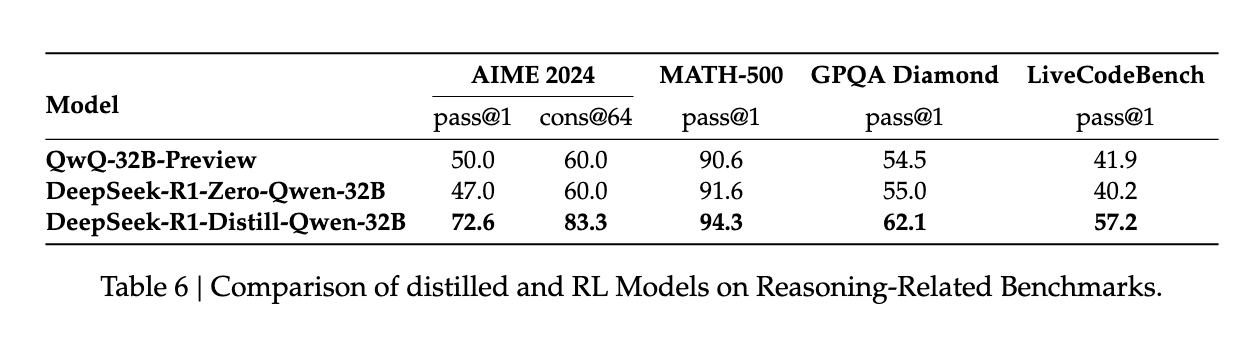 AIME 2024 MATH-500 GPQA Diamond LiveCodeBench
Model
pass@1 cons@64 pass@1 pass@1 pass@1
QwQ-32B-Preview 50.0 60.0 90.6 54.5 41.9
DeepSeek-R1-Zero-Qwen-32B 47.0 60.0 91.6 55.0 40.2
DeepSeek-R1-Distill-Qwen-32B 72.6 83.3 94.3 62.1 57.2
Table 6 | Comparison of distilled and RL Models on Reasoning-Related Benchmarks.